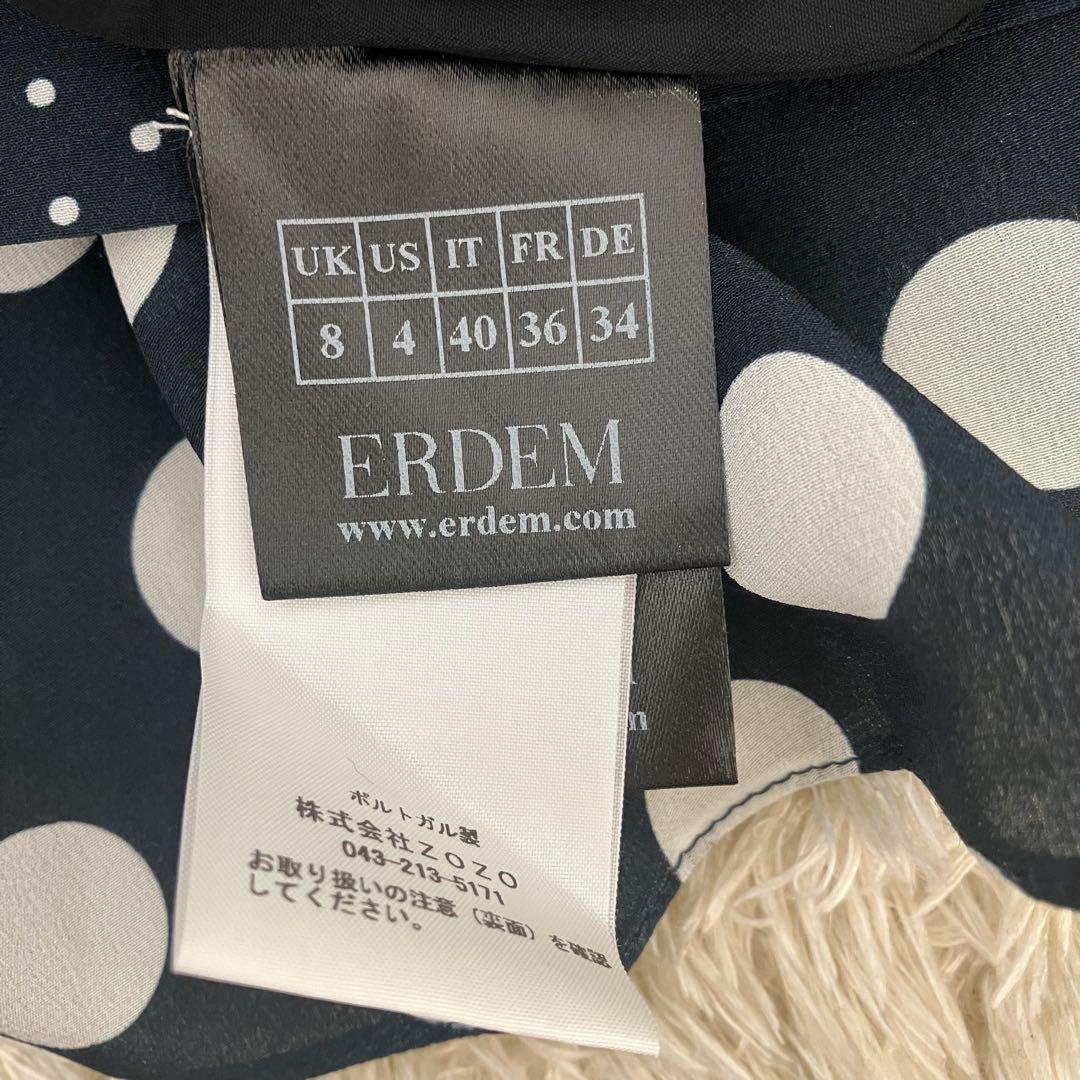 UK US IT FR DE
8 4 40 36 34
ERDEM
www.erdem.com
m
ポルトガル製
株式会社ZOZO
043-213-5171
お取り扱いの注意(裏面)を確認
してください。